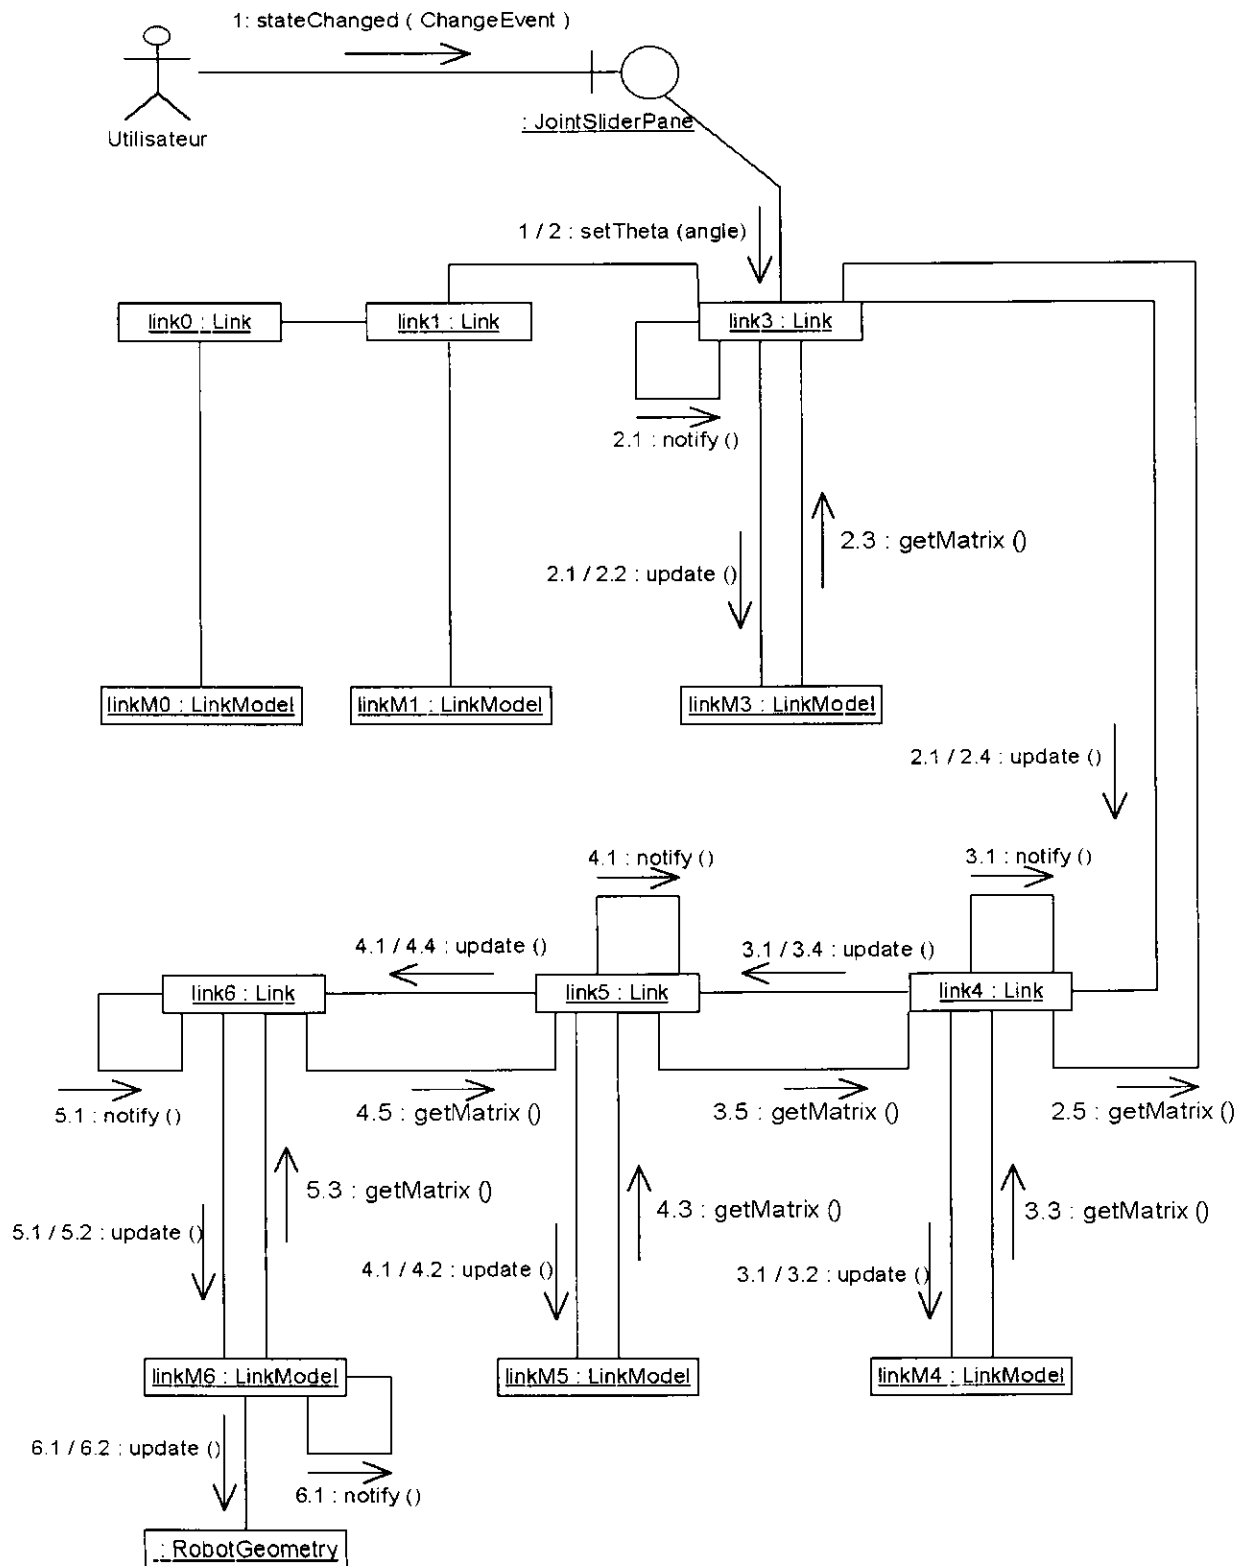 1: stateChanged ( ChangeEvent )
Utilisateur
: JointSliderPane
1 / 2 : setTheta (angle)
link0 : Link
link1 : Link
link3 : Link
2.1 : notify ()
2.3 : getMatrix ()
2.1 / 2.2 : update ()
linkM0 : LinkModel
linkM1 : LinkModel
linkM3 : LinkModel
2.1 / 2.4 : update ()
4.1 : notify ()
3.1 : notify ()
4.1 / 4.4 : update ()
3.1 / 3.4 : update ()
link6 : Link
link5 : Link
link4 : Link
5.1 : notify ()
4.5 : getMatrix ()
3.5 : getMatrix ()
2.5 : getMatrix ()
5.3 : getMatrix ()
4.3 : getMatrix ()
3.3 : getMatrix ()
5.1 / 5.2 : update ()
4.1 / 4.2 : update ()
3.1 / 3.2 : update ()
linkM6 : LinkModel
linkM5 : LinkModel
linkM4 : LinkModel
6.1 / 6.2 : update ()
6.1 : notify ()
: RobotGeometry